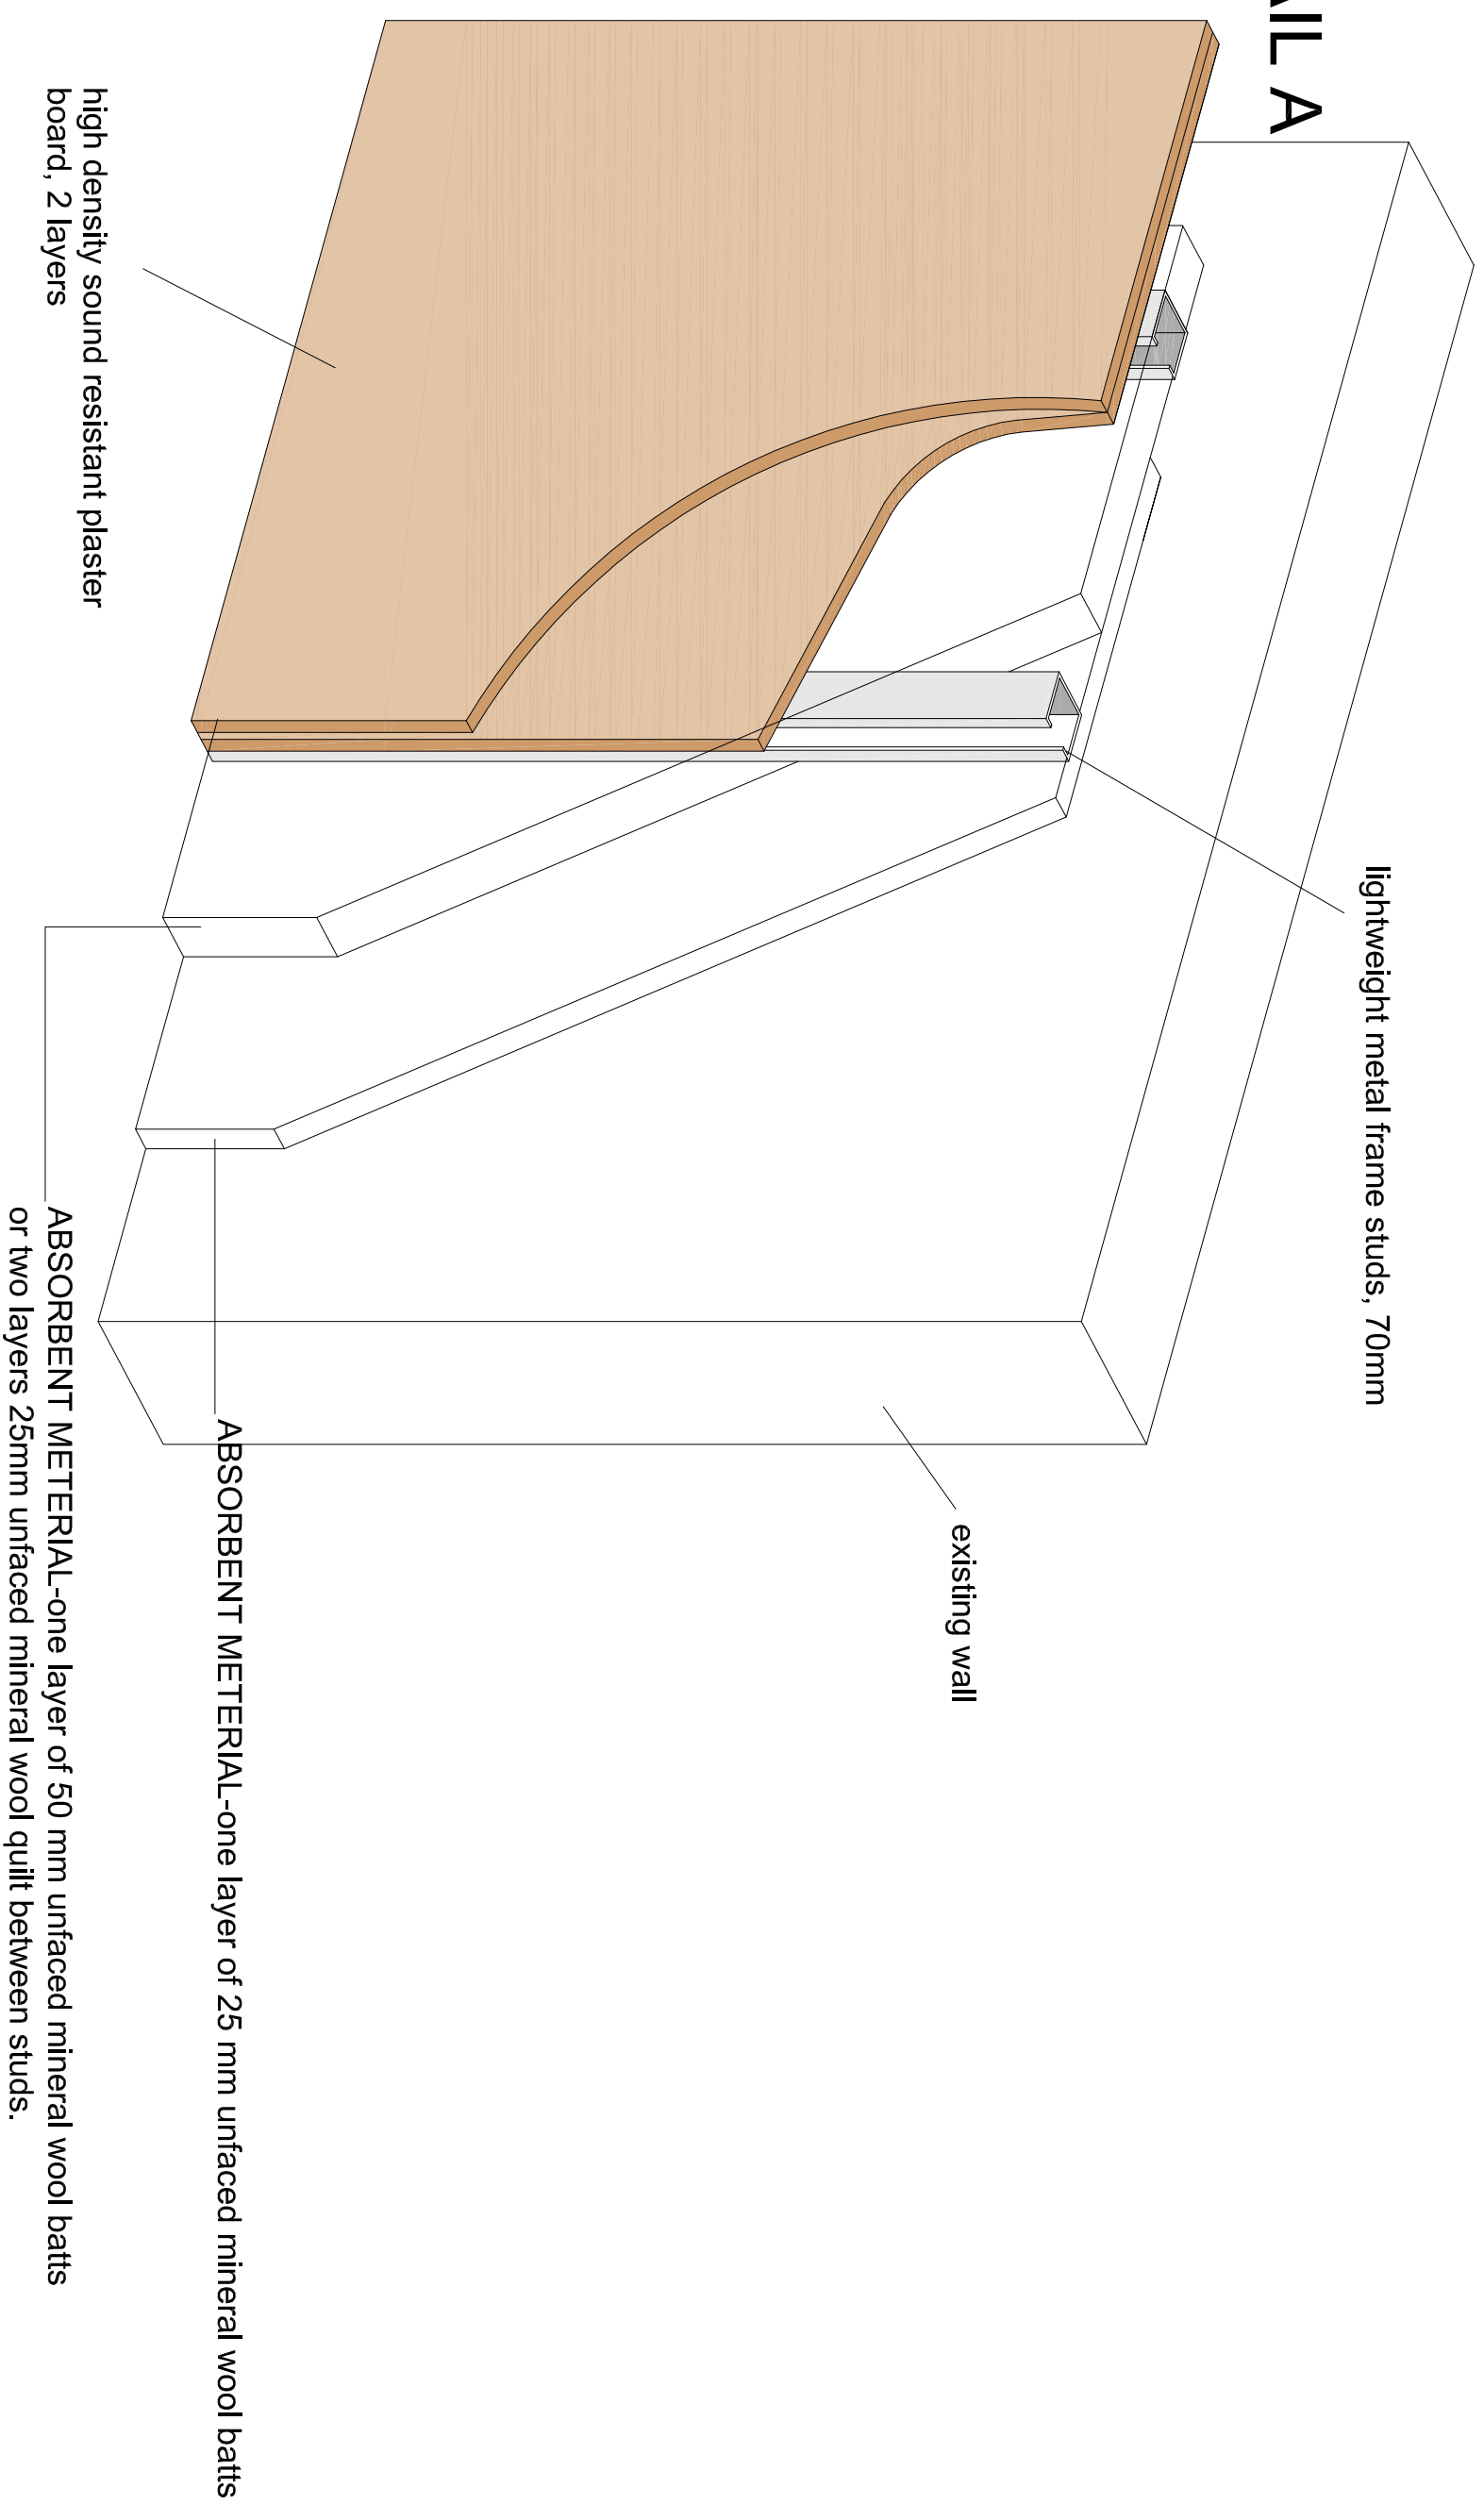 AIL A
lightweight metal frame studs, 70mm
existing wall
high density sound resistant plaster
board, 2 layers
ABSORBENT METERIAL-one layer of 25 mm unfaced mineral wool batts
ABSORBENT METERIAL-one layer of 50 mm unfaced mineral wool batts
or two layers 25mm unfaced mineral wool quilt between studs.